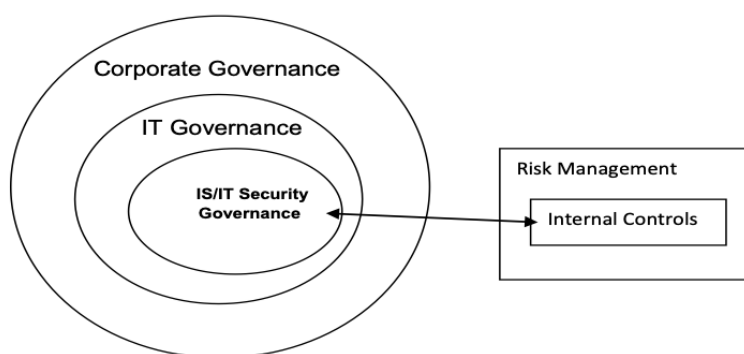 Corporate Governance
IT Governance
IS/IT Security
Governance
Risk Management
Internal Controls